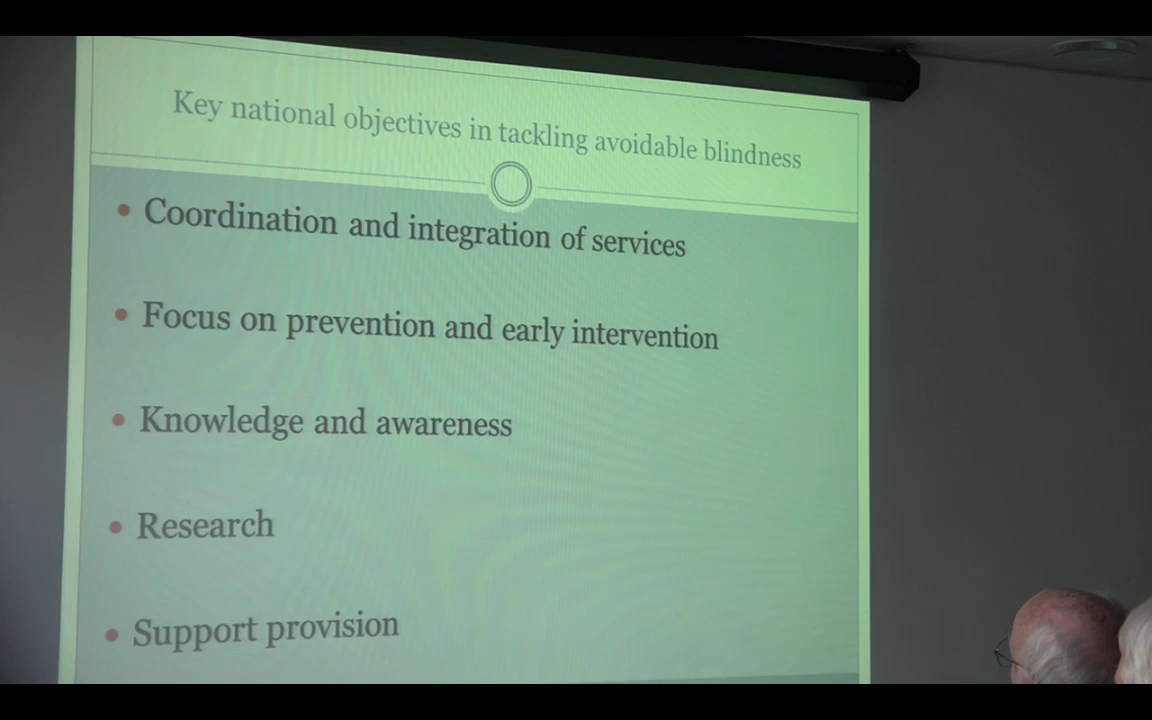 Key national objectives in tackling avoidable blindness
• Coordination and integration of services
• Focus on prevention and early intervention
• Knowledge and awareness
• Research
• Support provision